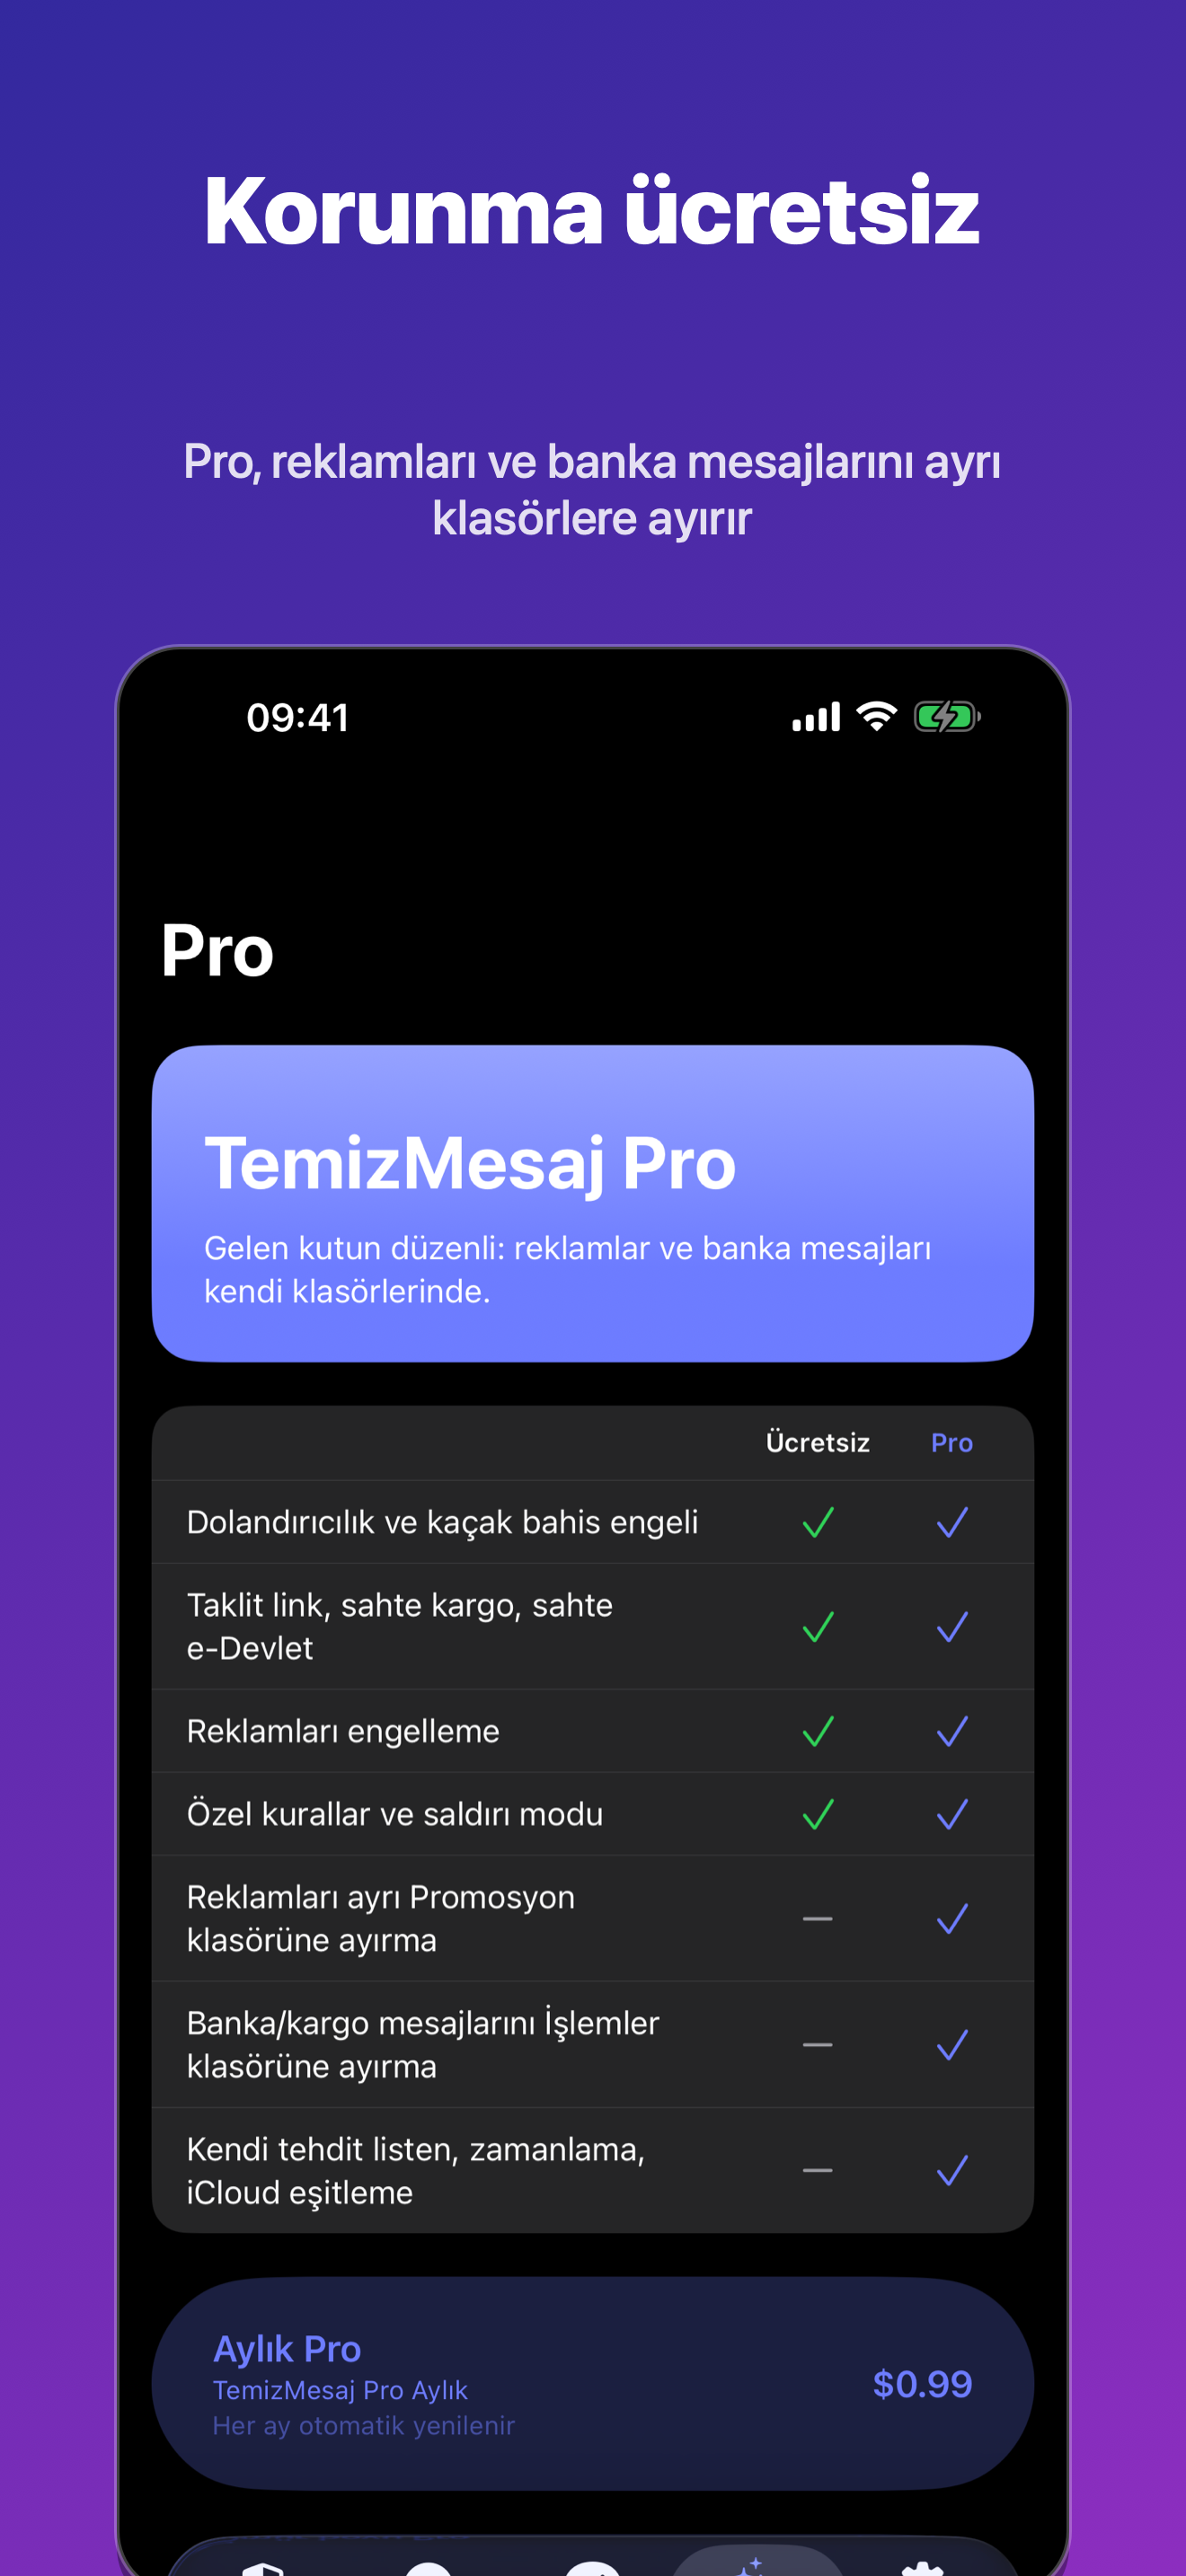 Korunma ücretsiz
Pro, reklamları ve banka mesajlarını ayrı
klasörlere ayırır
09:41
Pro
TemizMesaj Pro
Gelen kutun düzenli: reklamlar ve banka mesajları
kendi klasörlerinde.
Ücretsiz Pro
Dolandırıcılık ve kaçak bahis engeli
Taklit link, sahte kargo, sahte
e-Devlet
Reklamları engelleme
Özel kurallar ve saldırı modu
Reklamları ayrı Promosyon
klasörüne ayırma
Banka/kargo mesajlarını İşlemler
klasörüne ayırma
Kendi tehdit listen, zamanlama,
iCloud eşitleme
Aylık Pro
TemizMesaj Pro Aylık
$0.99
Her ay otomatik yenilenir